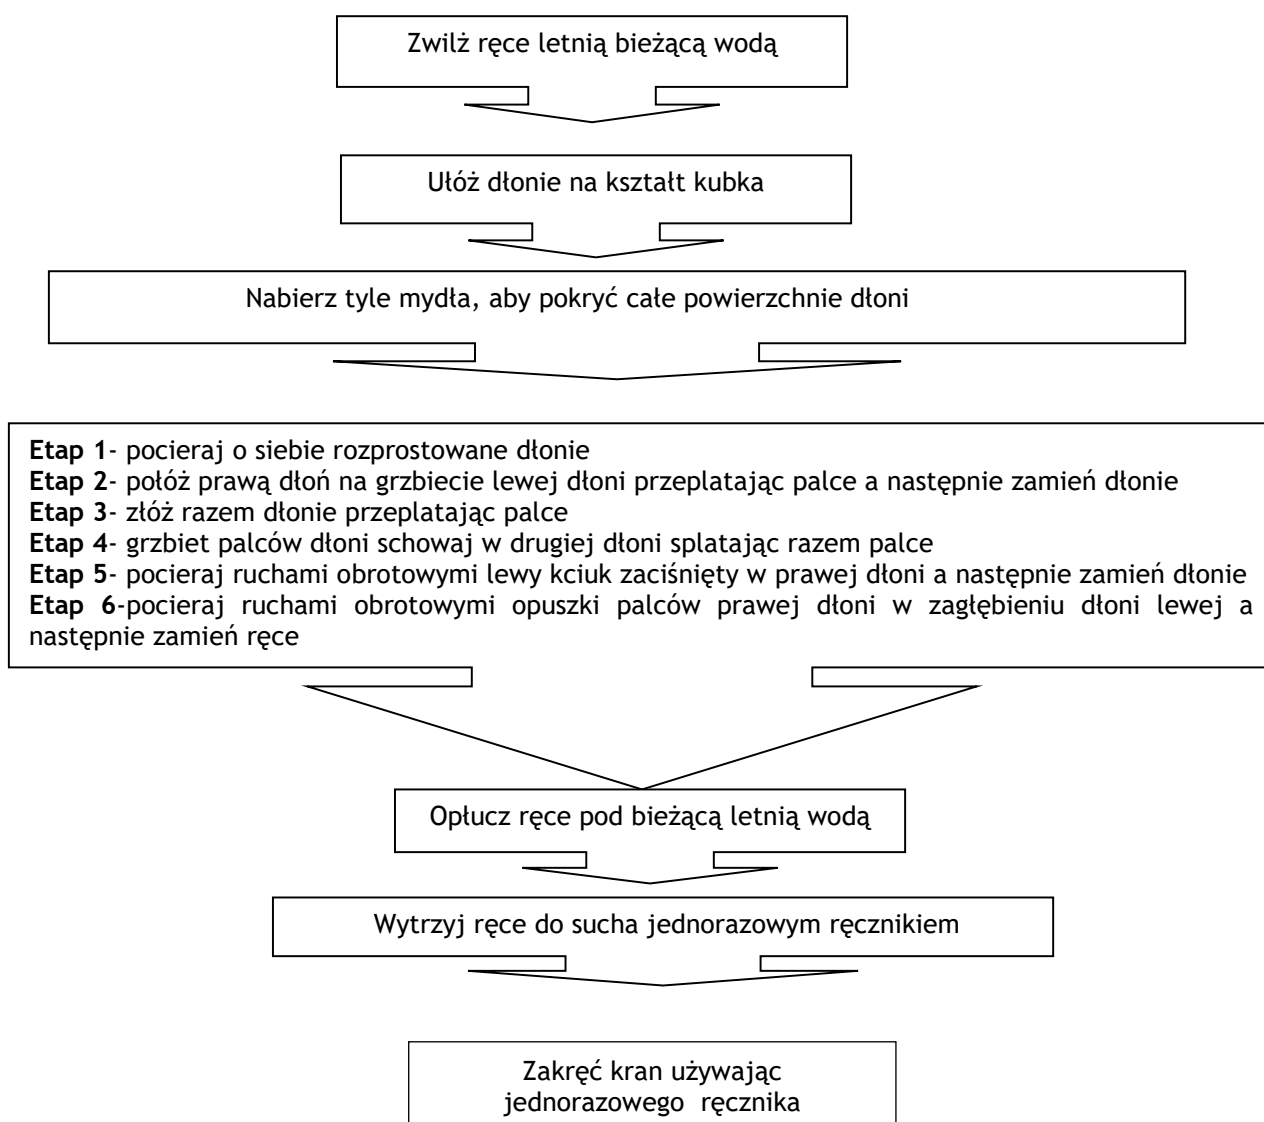 Zwilż ręce letnią bieżącą wodą
Ułóż dłonie na kształt kubka
Nabierz tyle mydła, aby pokryć całe powierzchnie dłoni
Etap 1- pocieraj o siebie rozprostowane dłonie
Etap 2- połóż prawą dłoń na grzbiecie lewej dłoni przeplatając palce a następnie zamień dłonie
Etap 3- złóż razem dłonie przeplatając palce
Etap 4- grzbiet palców dłoni schowaj w drugiej dłoni splatając razem palce
Etap 5- pocieraj ruchami obrotowymi lewy kciuk zaciśnięty w prawej dłoni a następnie zamień dłonie
Etap 6-pocieraj ruchami obrotowymi opuszki palców prawej dłoni w zagłębieniu dłoni lewej a
następnie zamień ręce
Opłucz ręce pod bieżącą letnią wodą
Wytrzyj ręce do sucha jednorazowym ręcznikiem
Zakręć kran używając
jednorazowego ręcznika